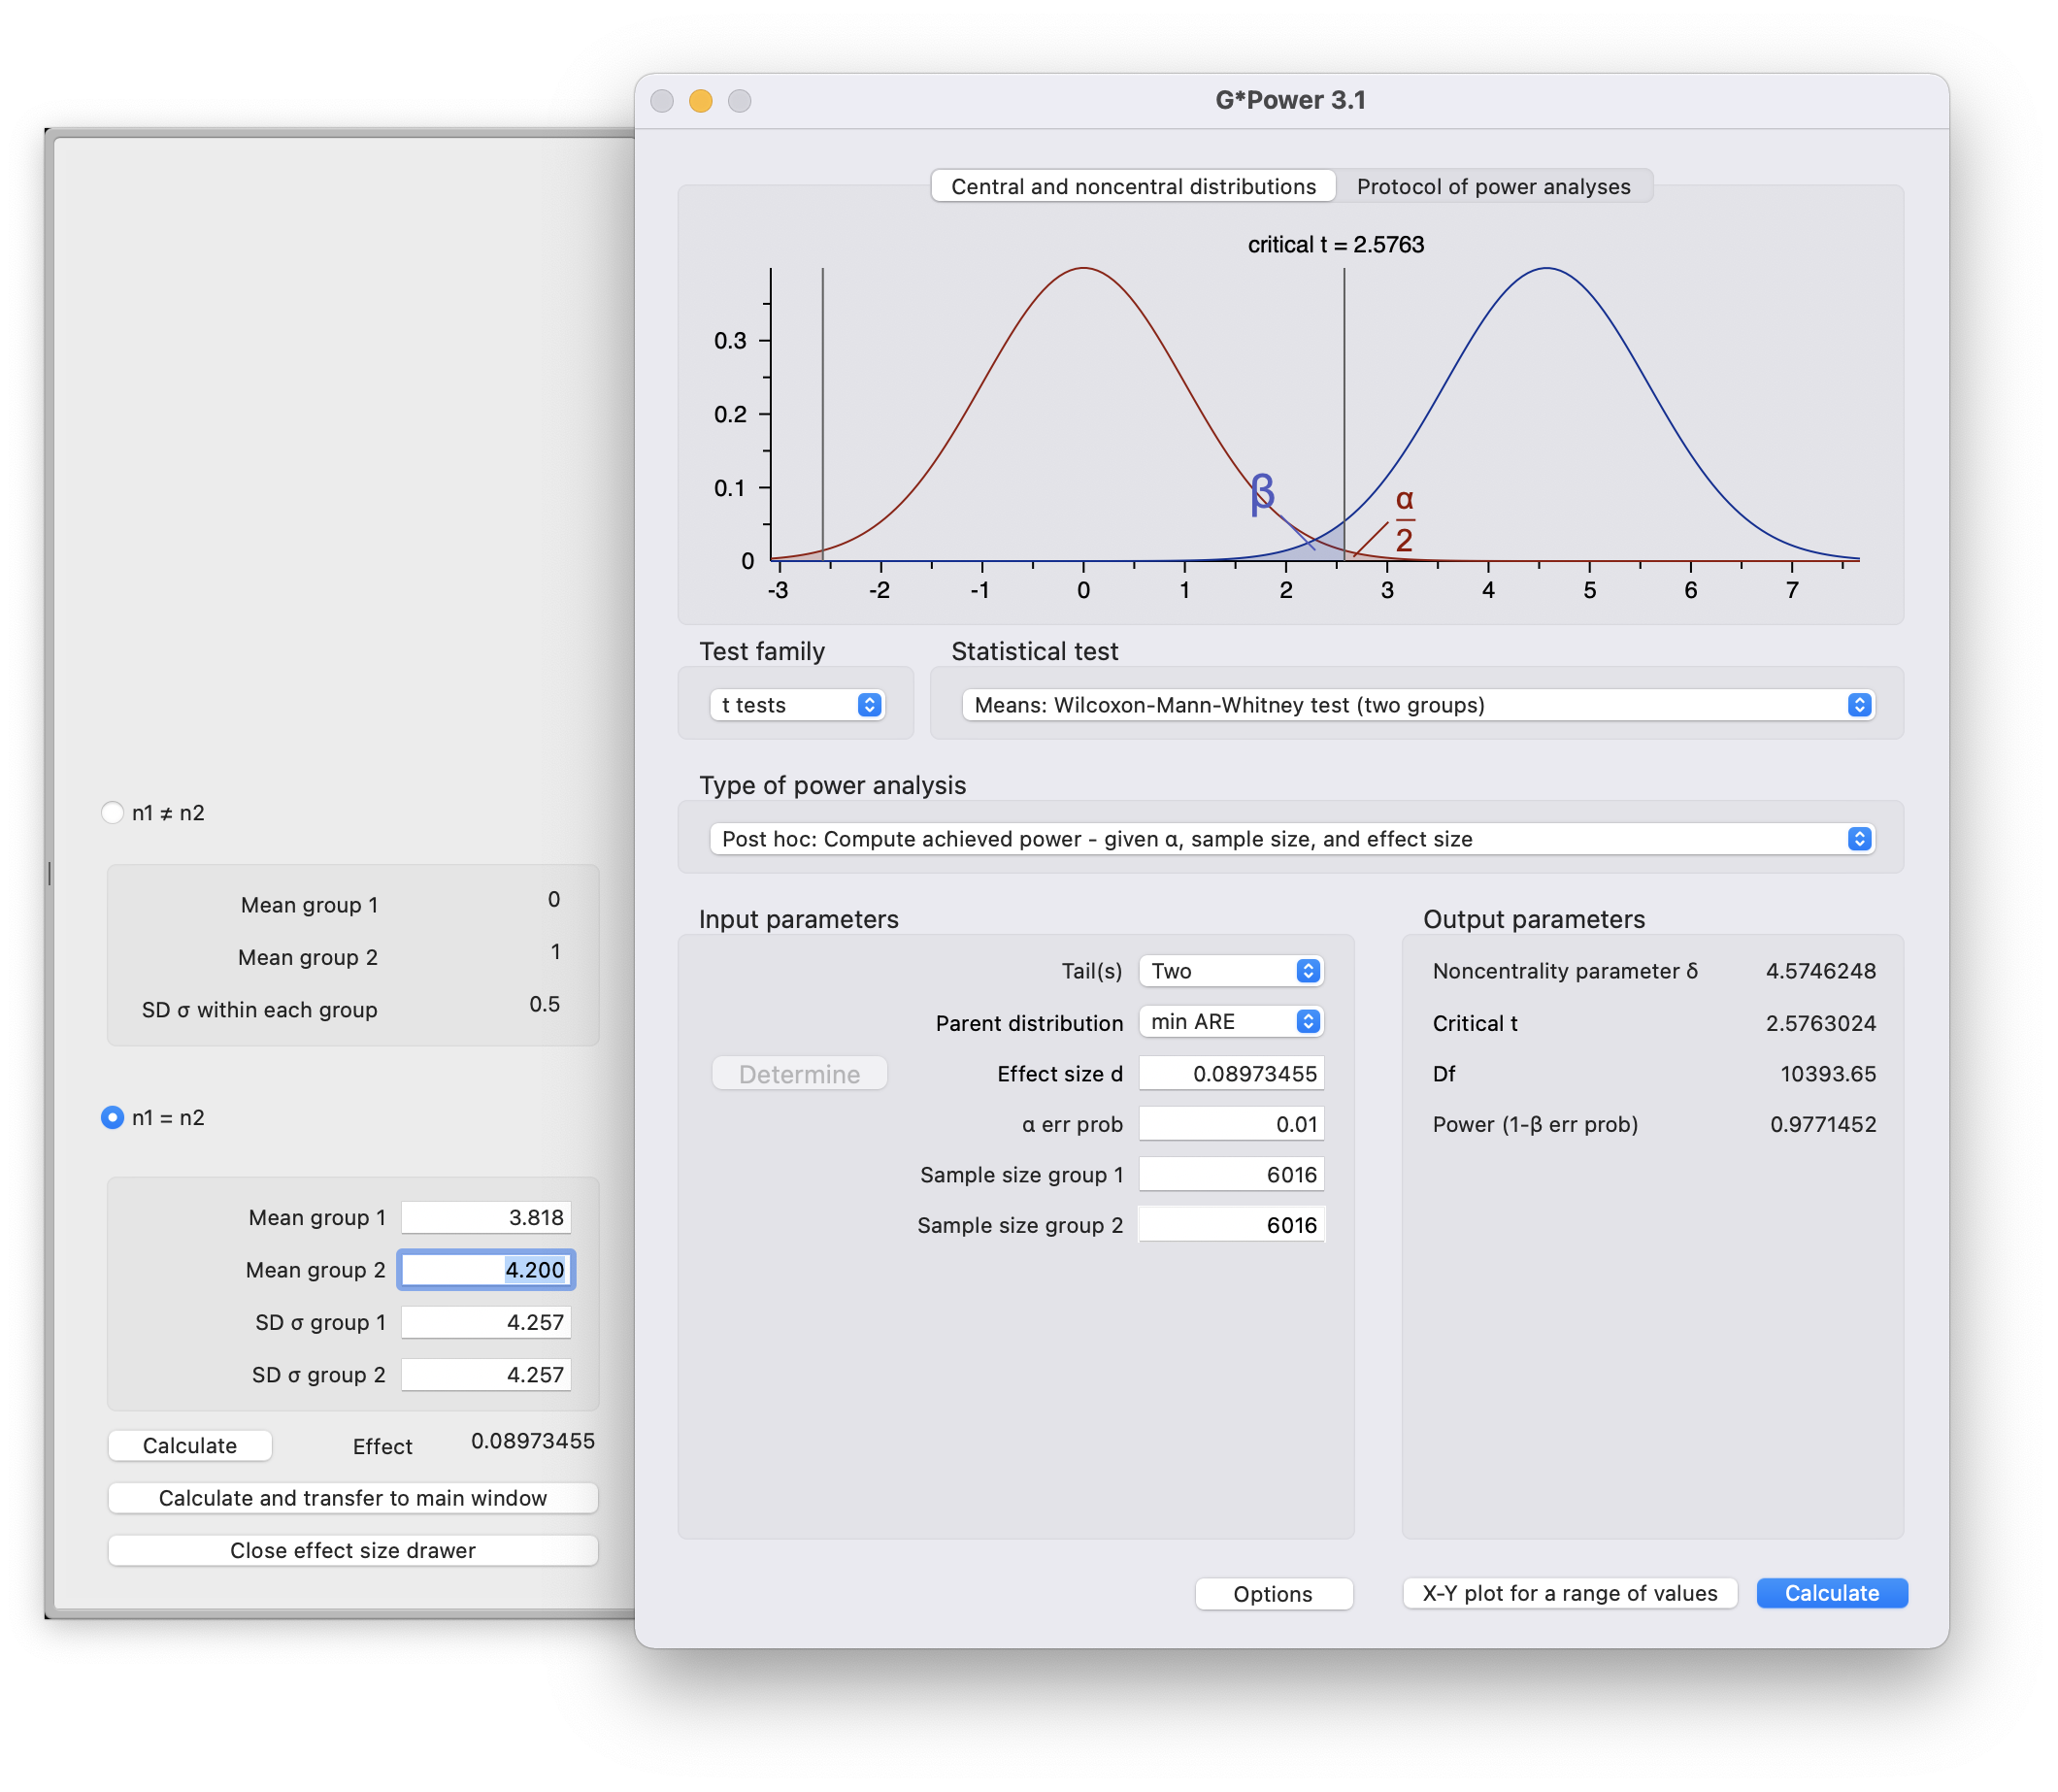 G*Power 3.1
Central and noncentral distributions Protocol of power analyses
critical t = 2.5763
0.3
0.2
0.1
0
β
α
2
-3 -2 -1 0 1 2 3 4 5 6 7
Test family Statistical test
t tests Means: Wilcoxon-Mann-Whitney test (two groups)
Type of power analysis
Post hoc: Compute achieved power - given α, sample size, and effect size
Input parameters
Tail(s) Two
Parent distribution min ARE
Determine Effect size d 0.08973455
α err prob 0.01
Sample size group 1 6016
Sample size group 2 6016
Output parameters
Noncentrality parameter δ 4.5746248
Critical t 2.5763024
Df 10393.65
Power (1-β err prob) 0.9771452
Options X-Y plot for a range of values Calculate
n1 ≠ n2
Mean group 1 0
Mean group 2 1
SD σ within each group 0.5
n1 = n2
Mean group 1 3.818
Mean group 2 4.200
SD σ group 1 4.257
SD σ group 2 4.257
Calculate Effect 0.08973455
Calculate and transfer to main window
Close effect size drawer